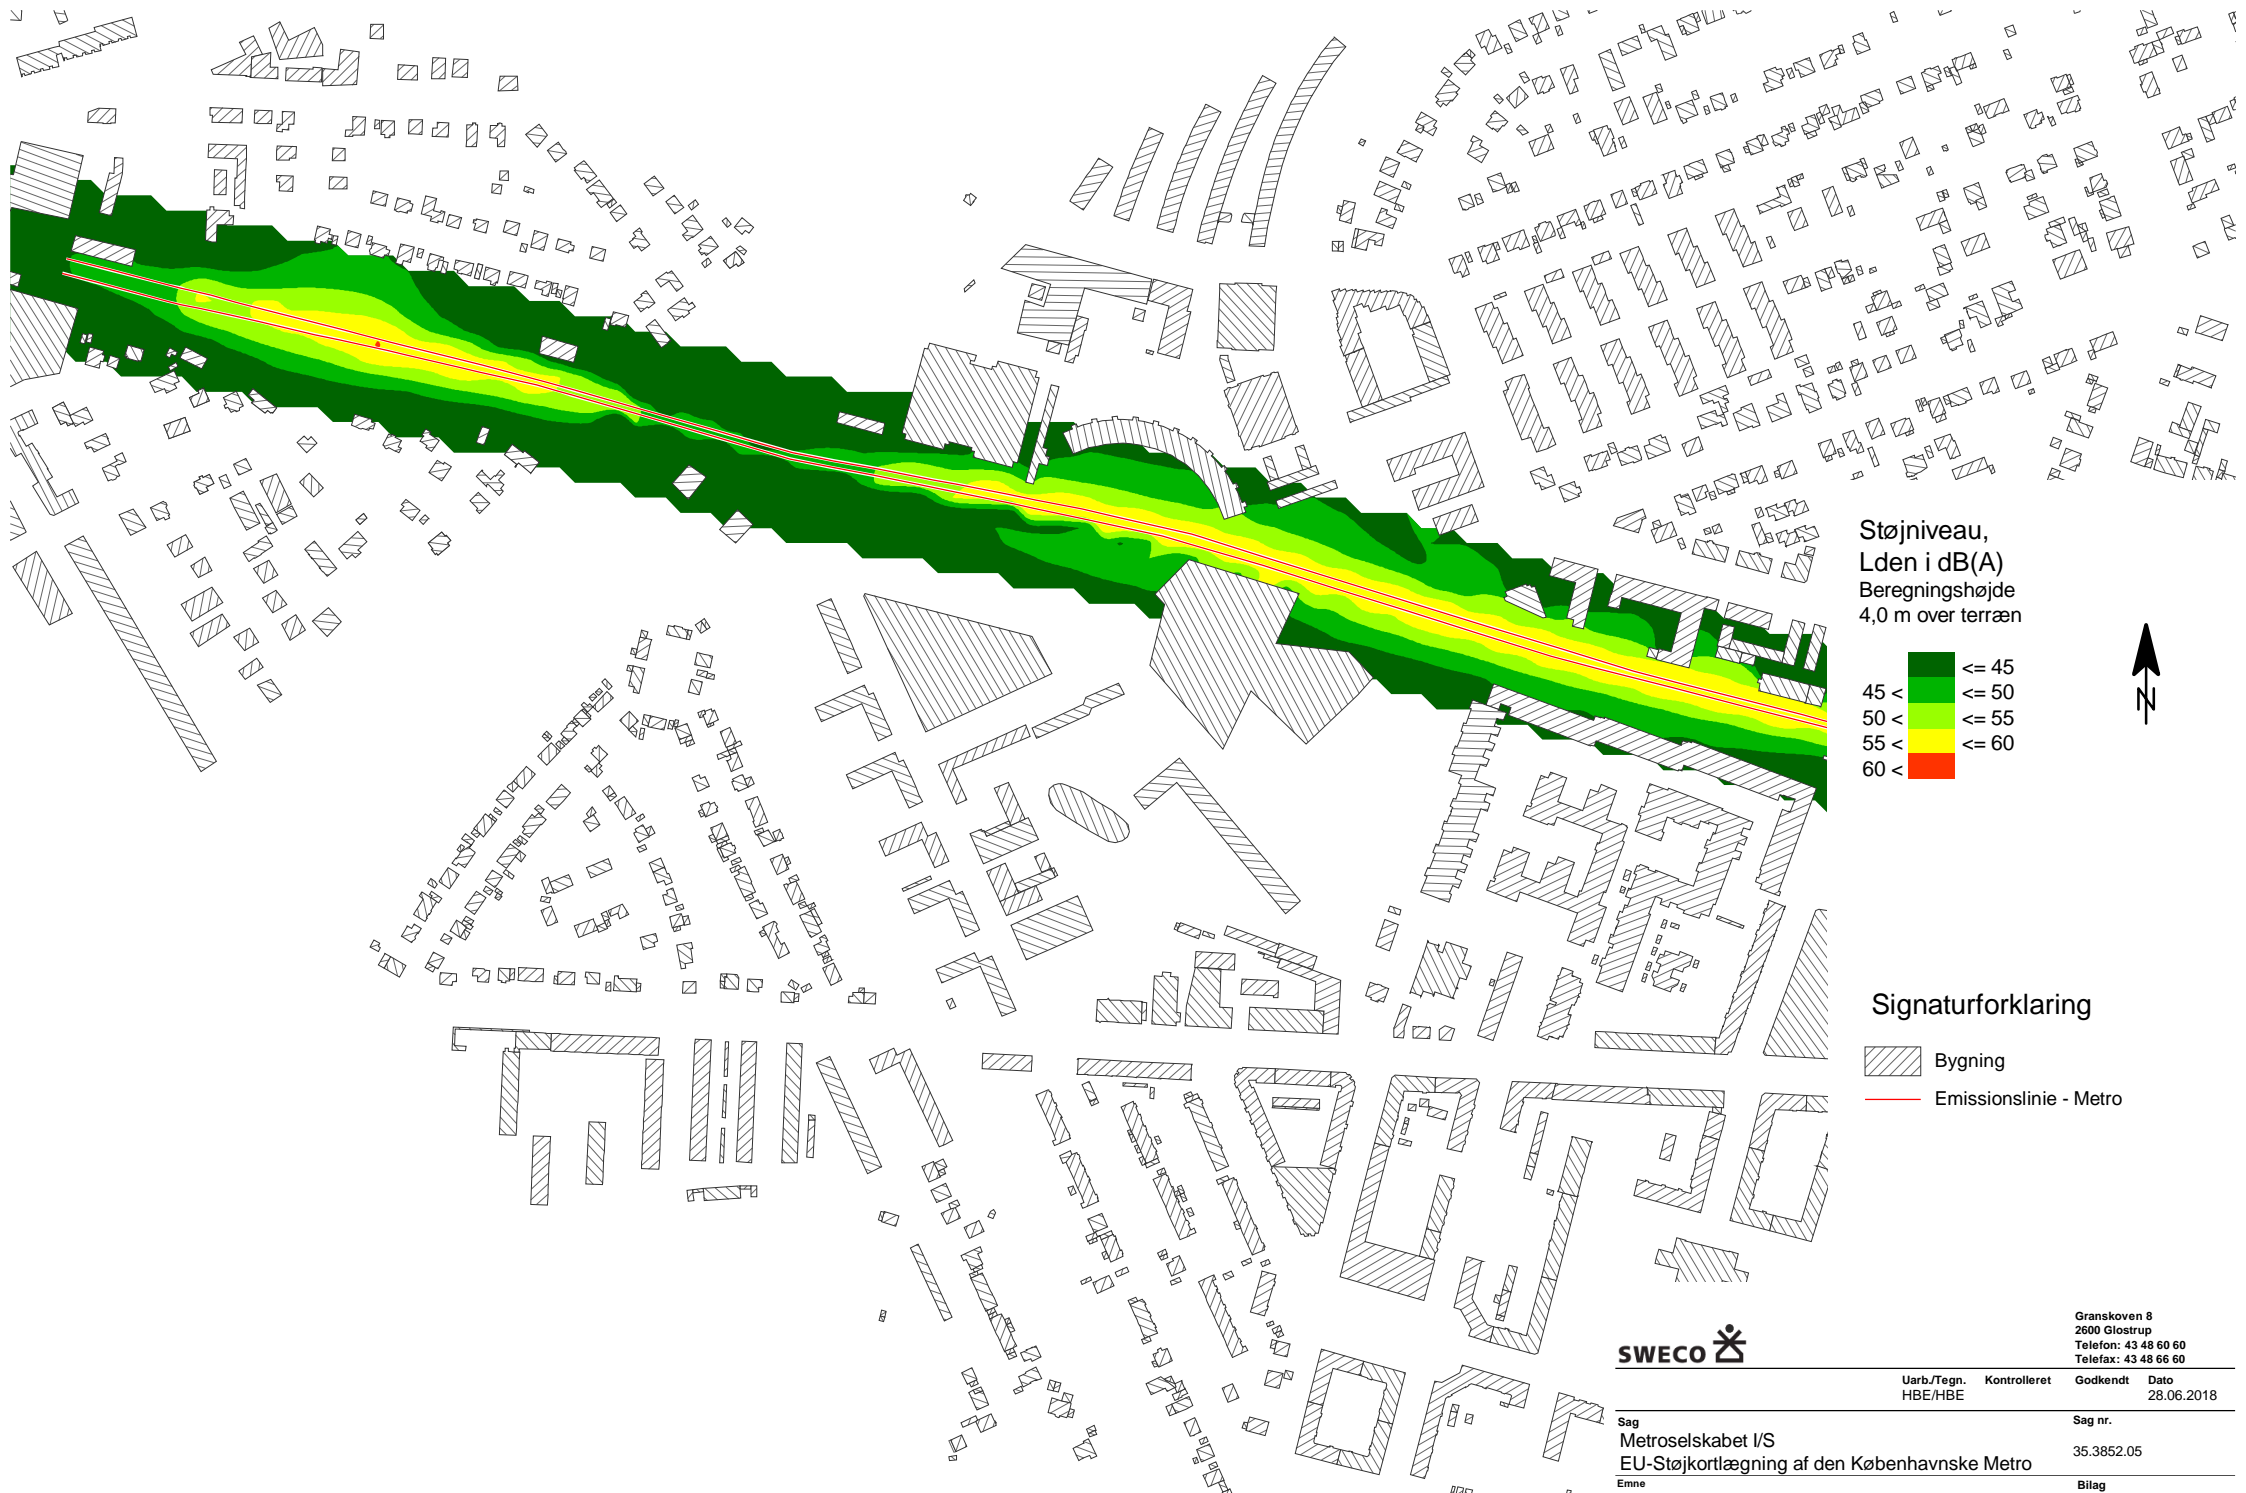 Støjniveau,
Lden i dB(A)
Beregningshøjde
4,0 m over terræn
<= 45
45 < <= 50
50 < <= 55
55 < <= 60
60 <
N
Signaturforklaring
Bygning
Emissionslinie - Metro
SWECO
Granskoven 8
2600 Glostrup
Telefon: 43 48 60 60
Telefax: 43 48 66 60
Uarb./Tegn. Kontrolleret Godkendt Dato
HBE/HBE 28.06.2018
Sag Sag nr.
Metroselskabet I/S
35.3852.05
EU-Støjkortlægning af den Københavnske Metro
Emne Bilag